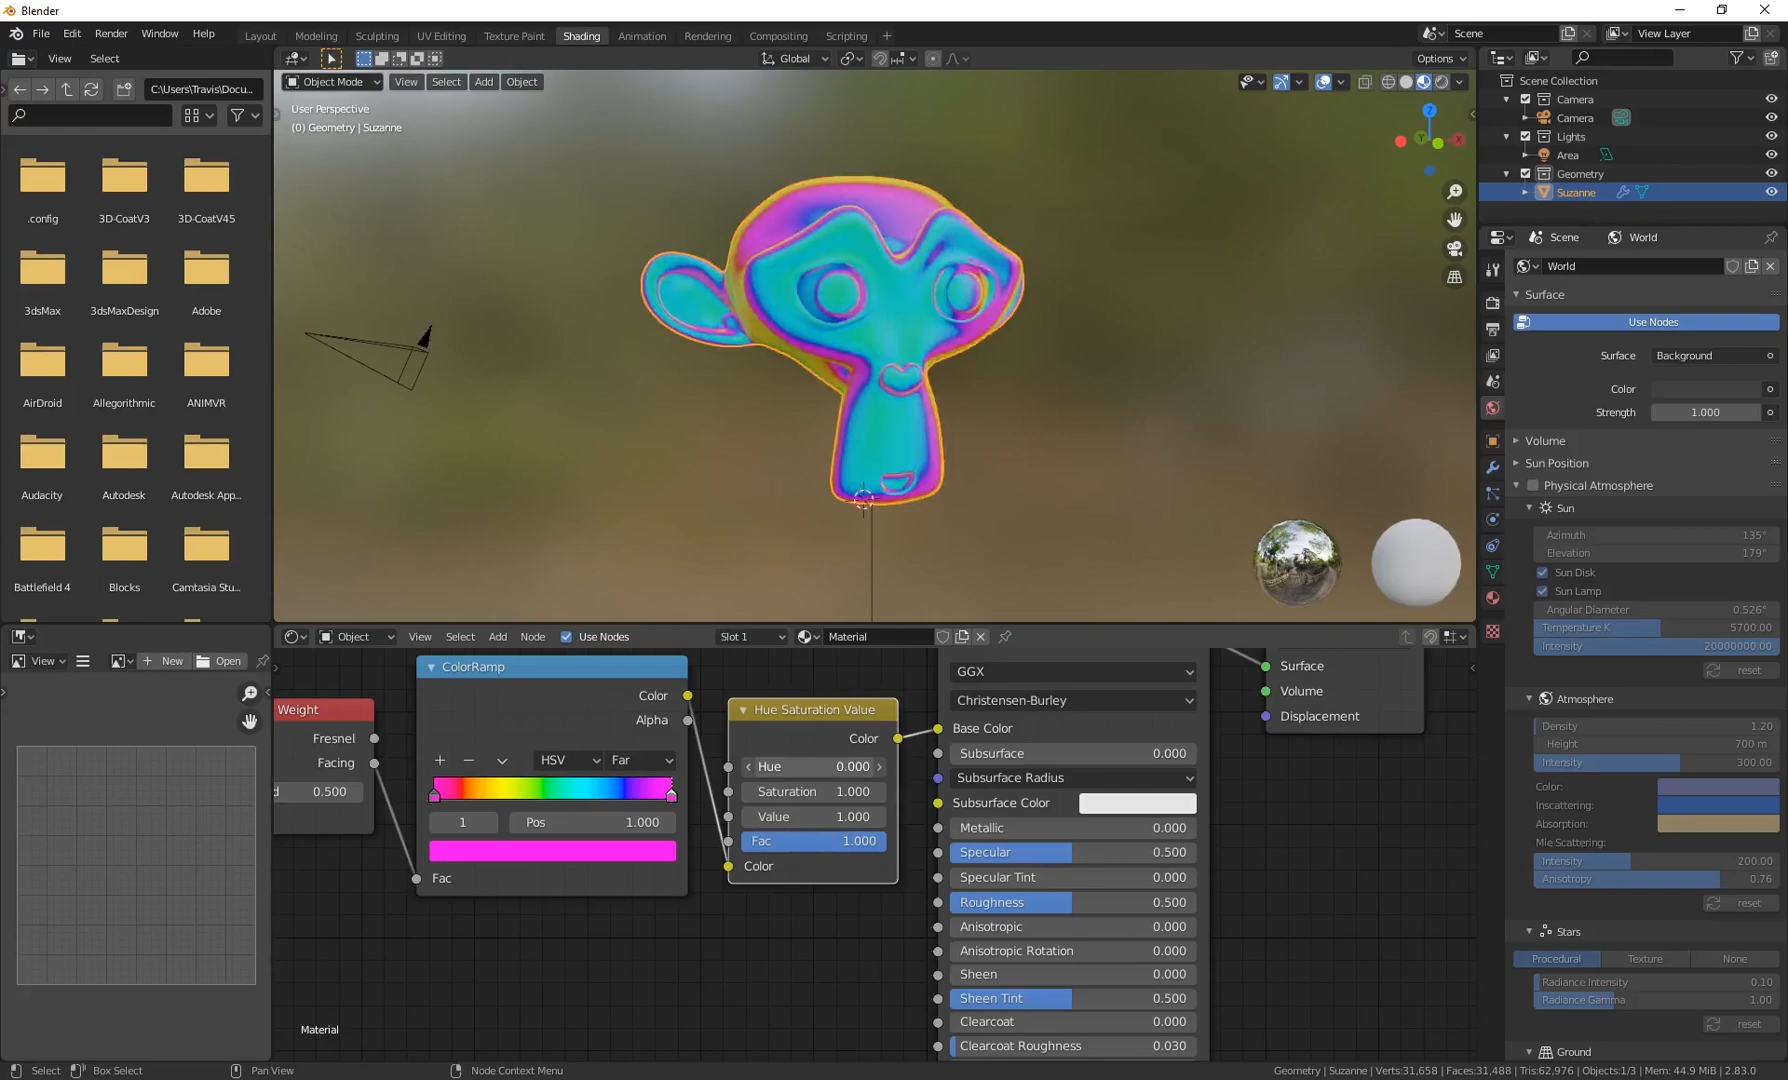 Blender
File Edit Render Window Help
Layout Modeling Sculpting UV Editing Texture Paint Shading Animation Rendering Compositing Scripting +
Scene View Layer
View Select
Global Options
C:\Users\Travis\Docu...
Object Mode View Select Add Object
User Perspective
(0) Geometry | Suzanne
Z
Y
X
.config 3D-CoatV3 3D-CoatV45
3dsMax 3dsMaxDesign Adobe
AirDroid Allegorithmic ANIMVR
Audacity Autodesk Autodesk App...
Battlefield 4 Blocks Camtasia Stu...
Scene Collection
Camera
Camera
Lights
Area
Geometry
Suzanne
Scene World
World
Surface
Use Nodes
Surface Background
Color
Strength 1.000
Volume
Sun Position
Physical Atmosphere
Sun
Azimuth 135°
Elevation 179°
Sun Disk
Sun Lamp
Angular Diameter 0.526°
Temperature K 5700.00
Intensity 20000000.00
reset
Atmosphere
Density 1.20
Height 700 m
Intensity 300.00
Color:
Inscattering:
Absorption:
Mie Scattering:
Intensity 200.00
Anisotropy 0.76
reset
Stars
Procedural Texture None
Radiance Intensity 0.10
Radiance Gamma 1.00
reset
Ground
View New Open
Object View Select Add Node Use Nodes Slot 1 Material
Weight
Fresnel
Facing
d 0.500
ColorRamp
Color
Alpha
+ − HSV Far
1 Pos 1.000
Fac
Hue Saturation Value
Color
Hue 0.000
Saturation 1.000
Value 1.000
Fac 1.000
Color
GGX
Christensen-Burley
Base Color
Subsurface 0.000
Subsurface Radius
Subsurface Color
Metallic 0.000
Specular 0.500
Specular Tint 0.000
Roughness 0.500
Anisotropic 0.000
Anisotropic Rotation 0.000
Sheen 0.000
Sheen Tint 0.500
Clearcoat 0.000
Clearcoat Roughness 0.030
Surface
Volume
Displacement
Material
Select Box Select Pan View Node Context Menu
Geometry | Suzanne | Verts:31,658 | Faces:31,488 | Tris:62,976 | Objects:1/3 | Mem: 44.9 MiB | 2.83.0